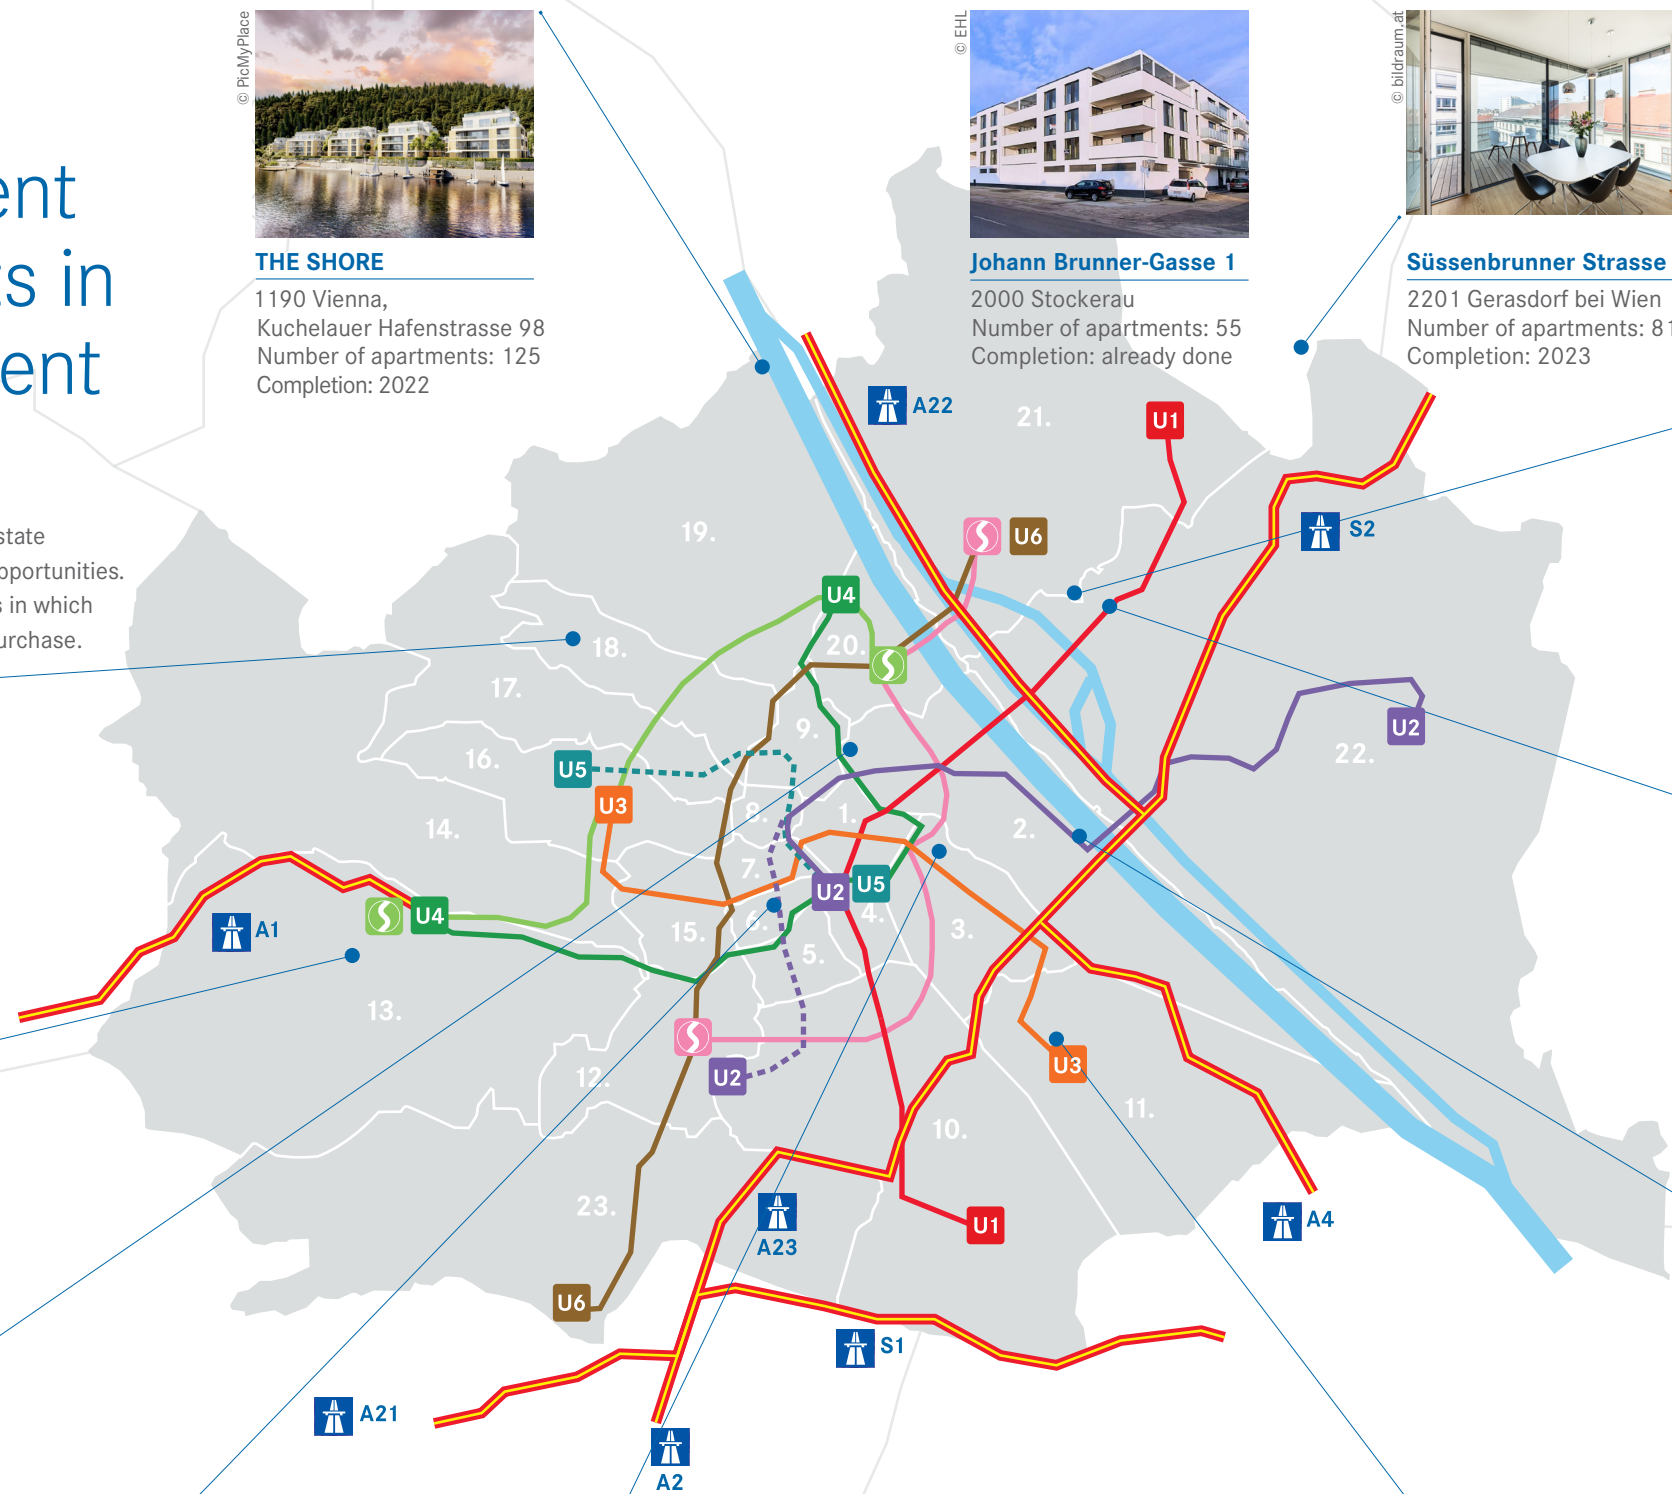 ent
ts in
ent
state
pportunities.
s in which
urchase.
© PicMyPlace
THE SHORE
1190 Vienna,
Kuchelauer Hafenstrasse 98
Number of apartments: 125
Completion: 2022
© EHL
Johann Brunner-Gasse 1
2000 Stockerau
Number of apartments: 55
Completion: already done
© bildraum.at
Süssenbrunner Strasse
2201 Gerasdorf bei Wien
Number of apartments: 81
Completion: 2023
A22
21.
U1
19.
U6
S2
U4
20.
18.
17.
9.
U2
22.
16.
U5
U3
8.
1.
2.
14.
7.
U2
U5
U4
A1
15.
6.
4.
3.
5.
13.
U3
12.
U2
11.
10.
23.
A23
U1
A4
U6
S1
A21
A2